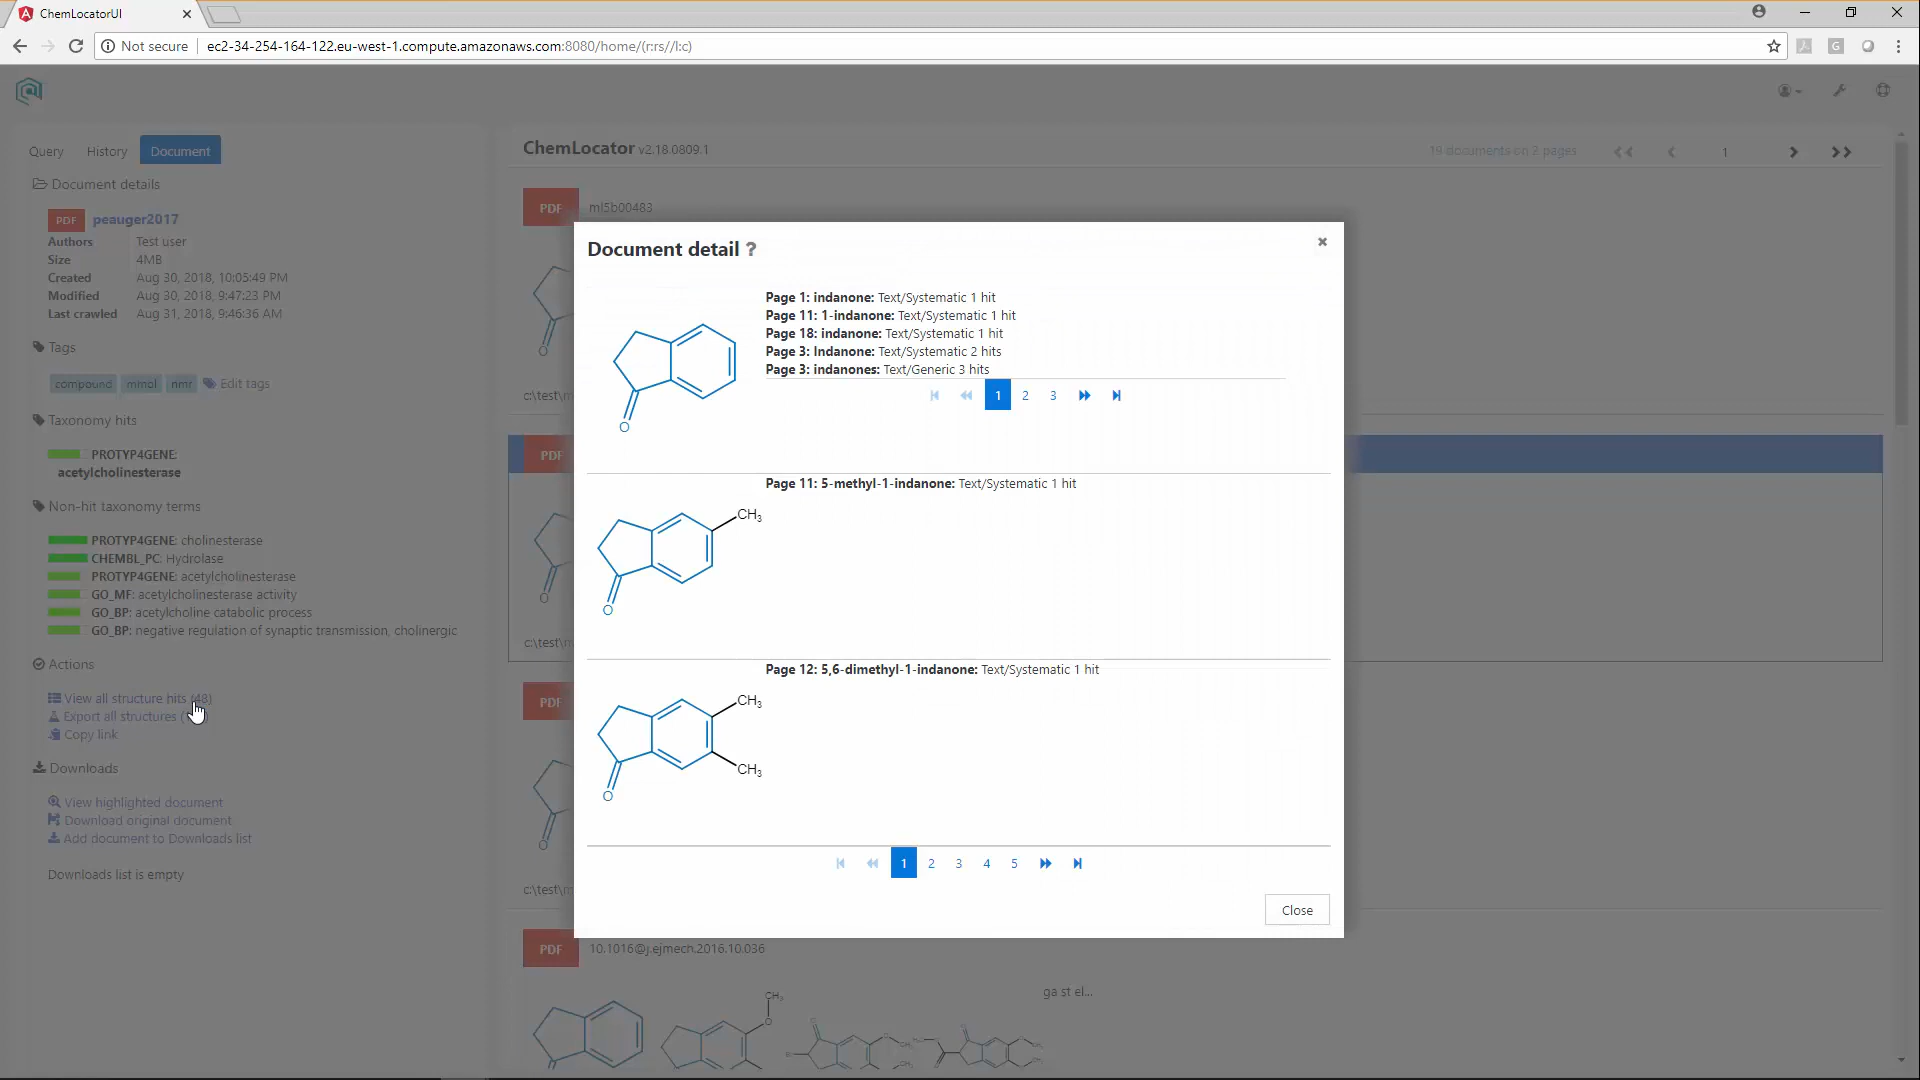 ChemLocatorUI
Not secure
ec2-34-254-164-122.eu-west-1.compute.amazonaws.com:8080/home/(r:rs//l:c)
Query History Document
Document details
PDF peauger2017
Authors Test user
Size 4MB
Created Aug 30, 2018, 10:05:49 PM
Modified Aug 30, 2018, 9:47:23 PM
Last crawled Aug 31, 2018, 9:46:36 AM
Tags
compound mmol nmr Edit tags
Taxonomy hits
PROTYP4GENE:
acetylcholinesterase
Non-hit taxonomy terms
PROTYP4GENE: cholinesterase
CHEMBL_PC: Hydrolase
PROTYP4GENE: acetylcholinesterase
GO_MF: acetylcholinesterase activity
GO_BP: acetylcholine catabolic process
GO_BP: negative regulation of synaptic transmission, cholinergic
Actions
View all structure hits (48)
Export all structures (
Copy link
Downloads
View highlighted document
Download original document
Add document to Downloads list
Downloads list is empty
ChemLocator v2.18.0809.1
19 documents on 2 pages
1
PDF ml5b00483
O
c:\test\m
PDF
O
c:\test\m
PDF
O
c:\test\m
PDF 10.1016@j.ejmech.2016.10.036
ga st el...
CH3
O
Document detail ?
Page 1: indanone: Text/Systematic 1 hit
Page 11: 1-indanone: Text/Systematic 1 hit
Page 18: indanone: Text/Systematic 1 hit
Page 3: Indanone: Text/Systematic 2 hits
Page 3: indanones: Text/Generic 3 hits
1 2 3
O
Page 11: 5-methyl-1-indanone: Text/Systematic 1 hit
CH3
O
Page 12: 5,6-dimethyl-1-indanone: Text/Systematic 1 hit
CH3
CH3
O
1 2 3 4 5
Close